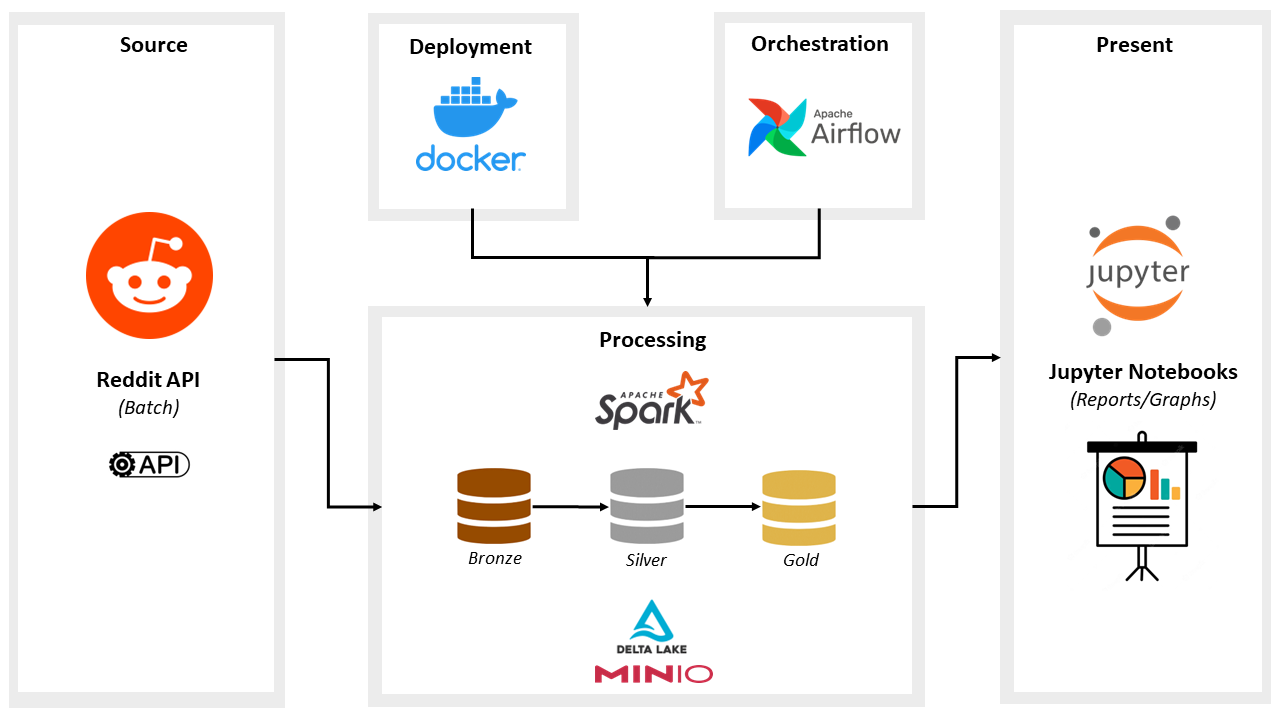 Source
Reddit API
(Batch)
API
Deployment
docker
Orchestration
Apache
Airflow
Processing
APACHE
Spark™
Bronze
Silver
Gold
DELTA LAKE
MINIO
Present
jupyter
Jupyter Notebooks
(Reports/Graphs)